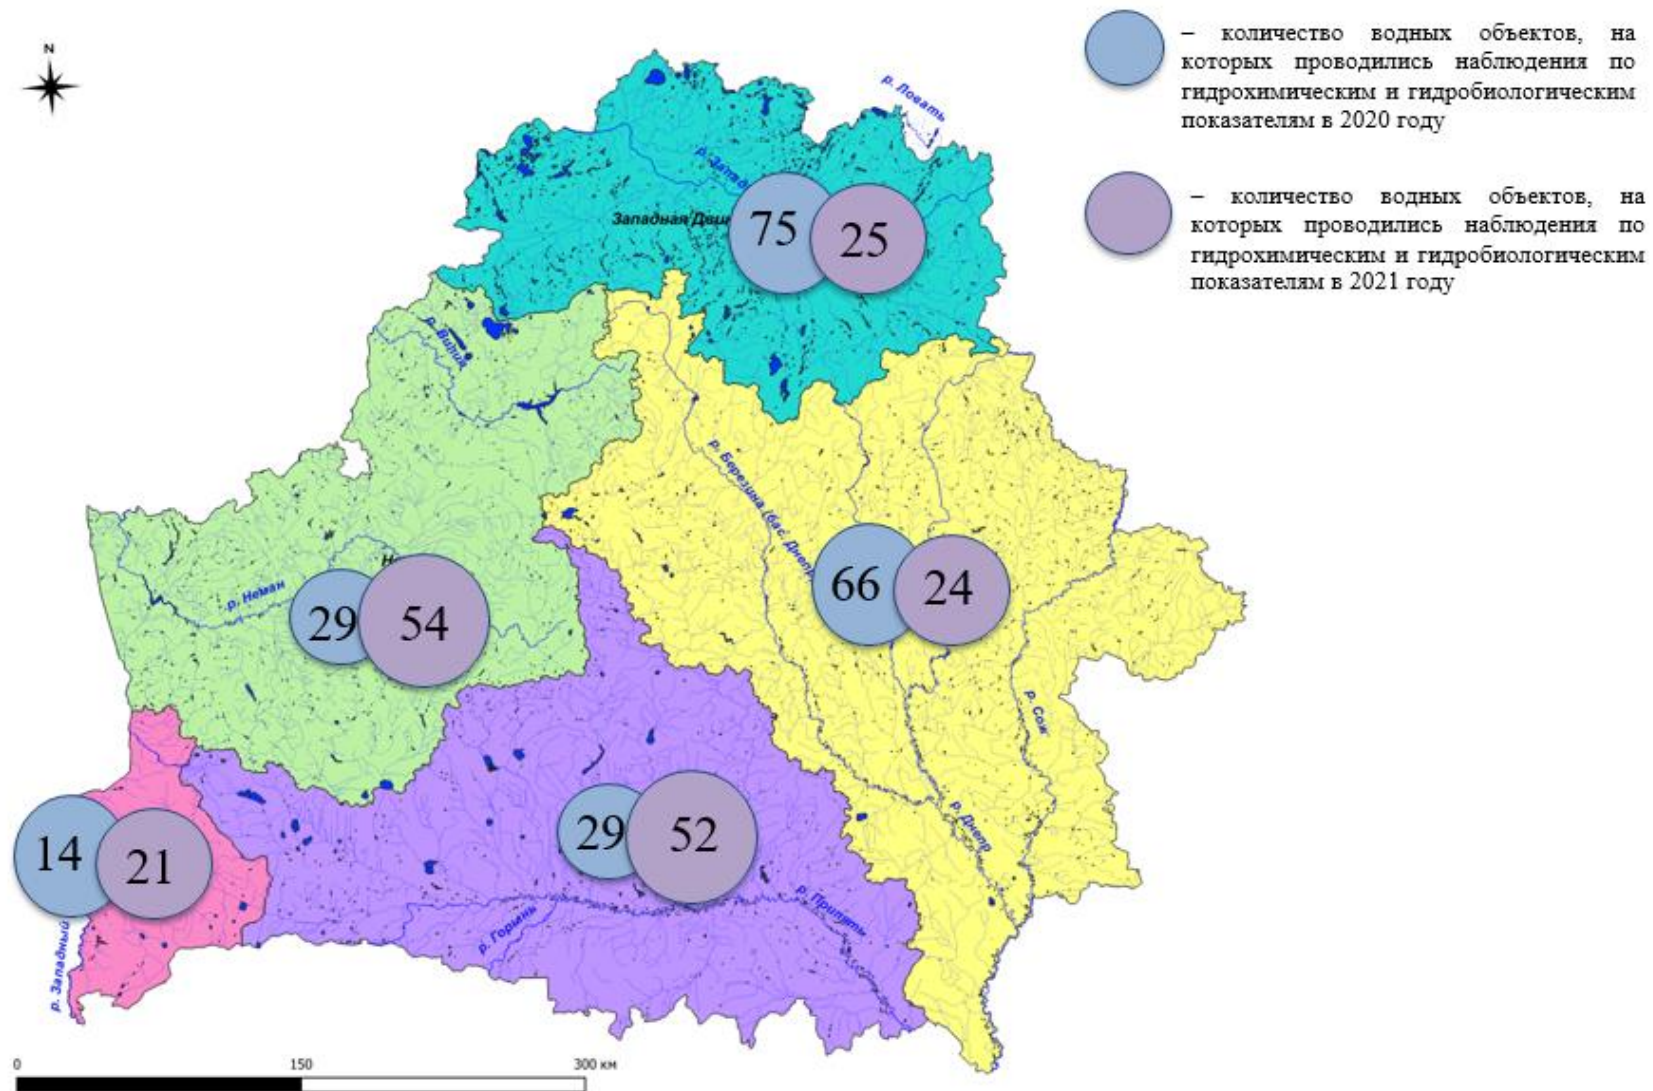 N
– количество водных объектов, на
которых проводились наблюдения по
гидрохимическим и гидробиологическим
показателям в 2020 году
– количество водных объектов, на
которых проводились наблюдения по
гидрохимическим и гидробиологическим
показателям в 2021 году
р. Ловать
р. Запад
Западная Дви
75
25
р. Вилия
р. Березина (бас. Днепр
66
24
р. Неман
29
54
р. Сож
14
21
29
52
р. Днепр
р. Припять
р. Горынь
р. Западный
0
150
300 км